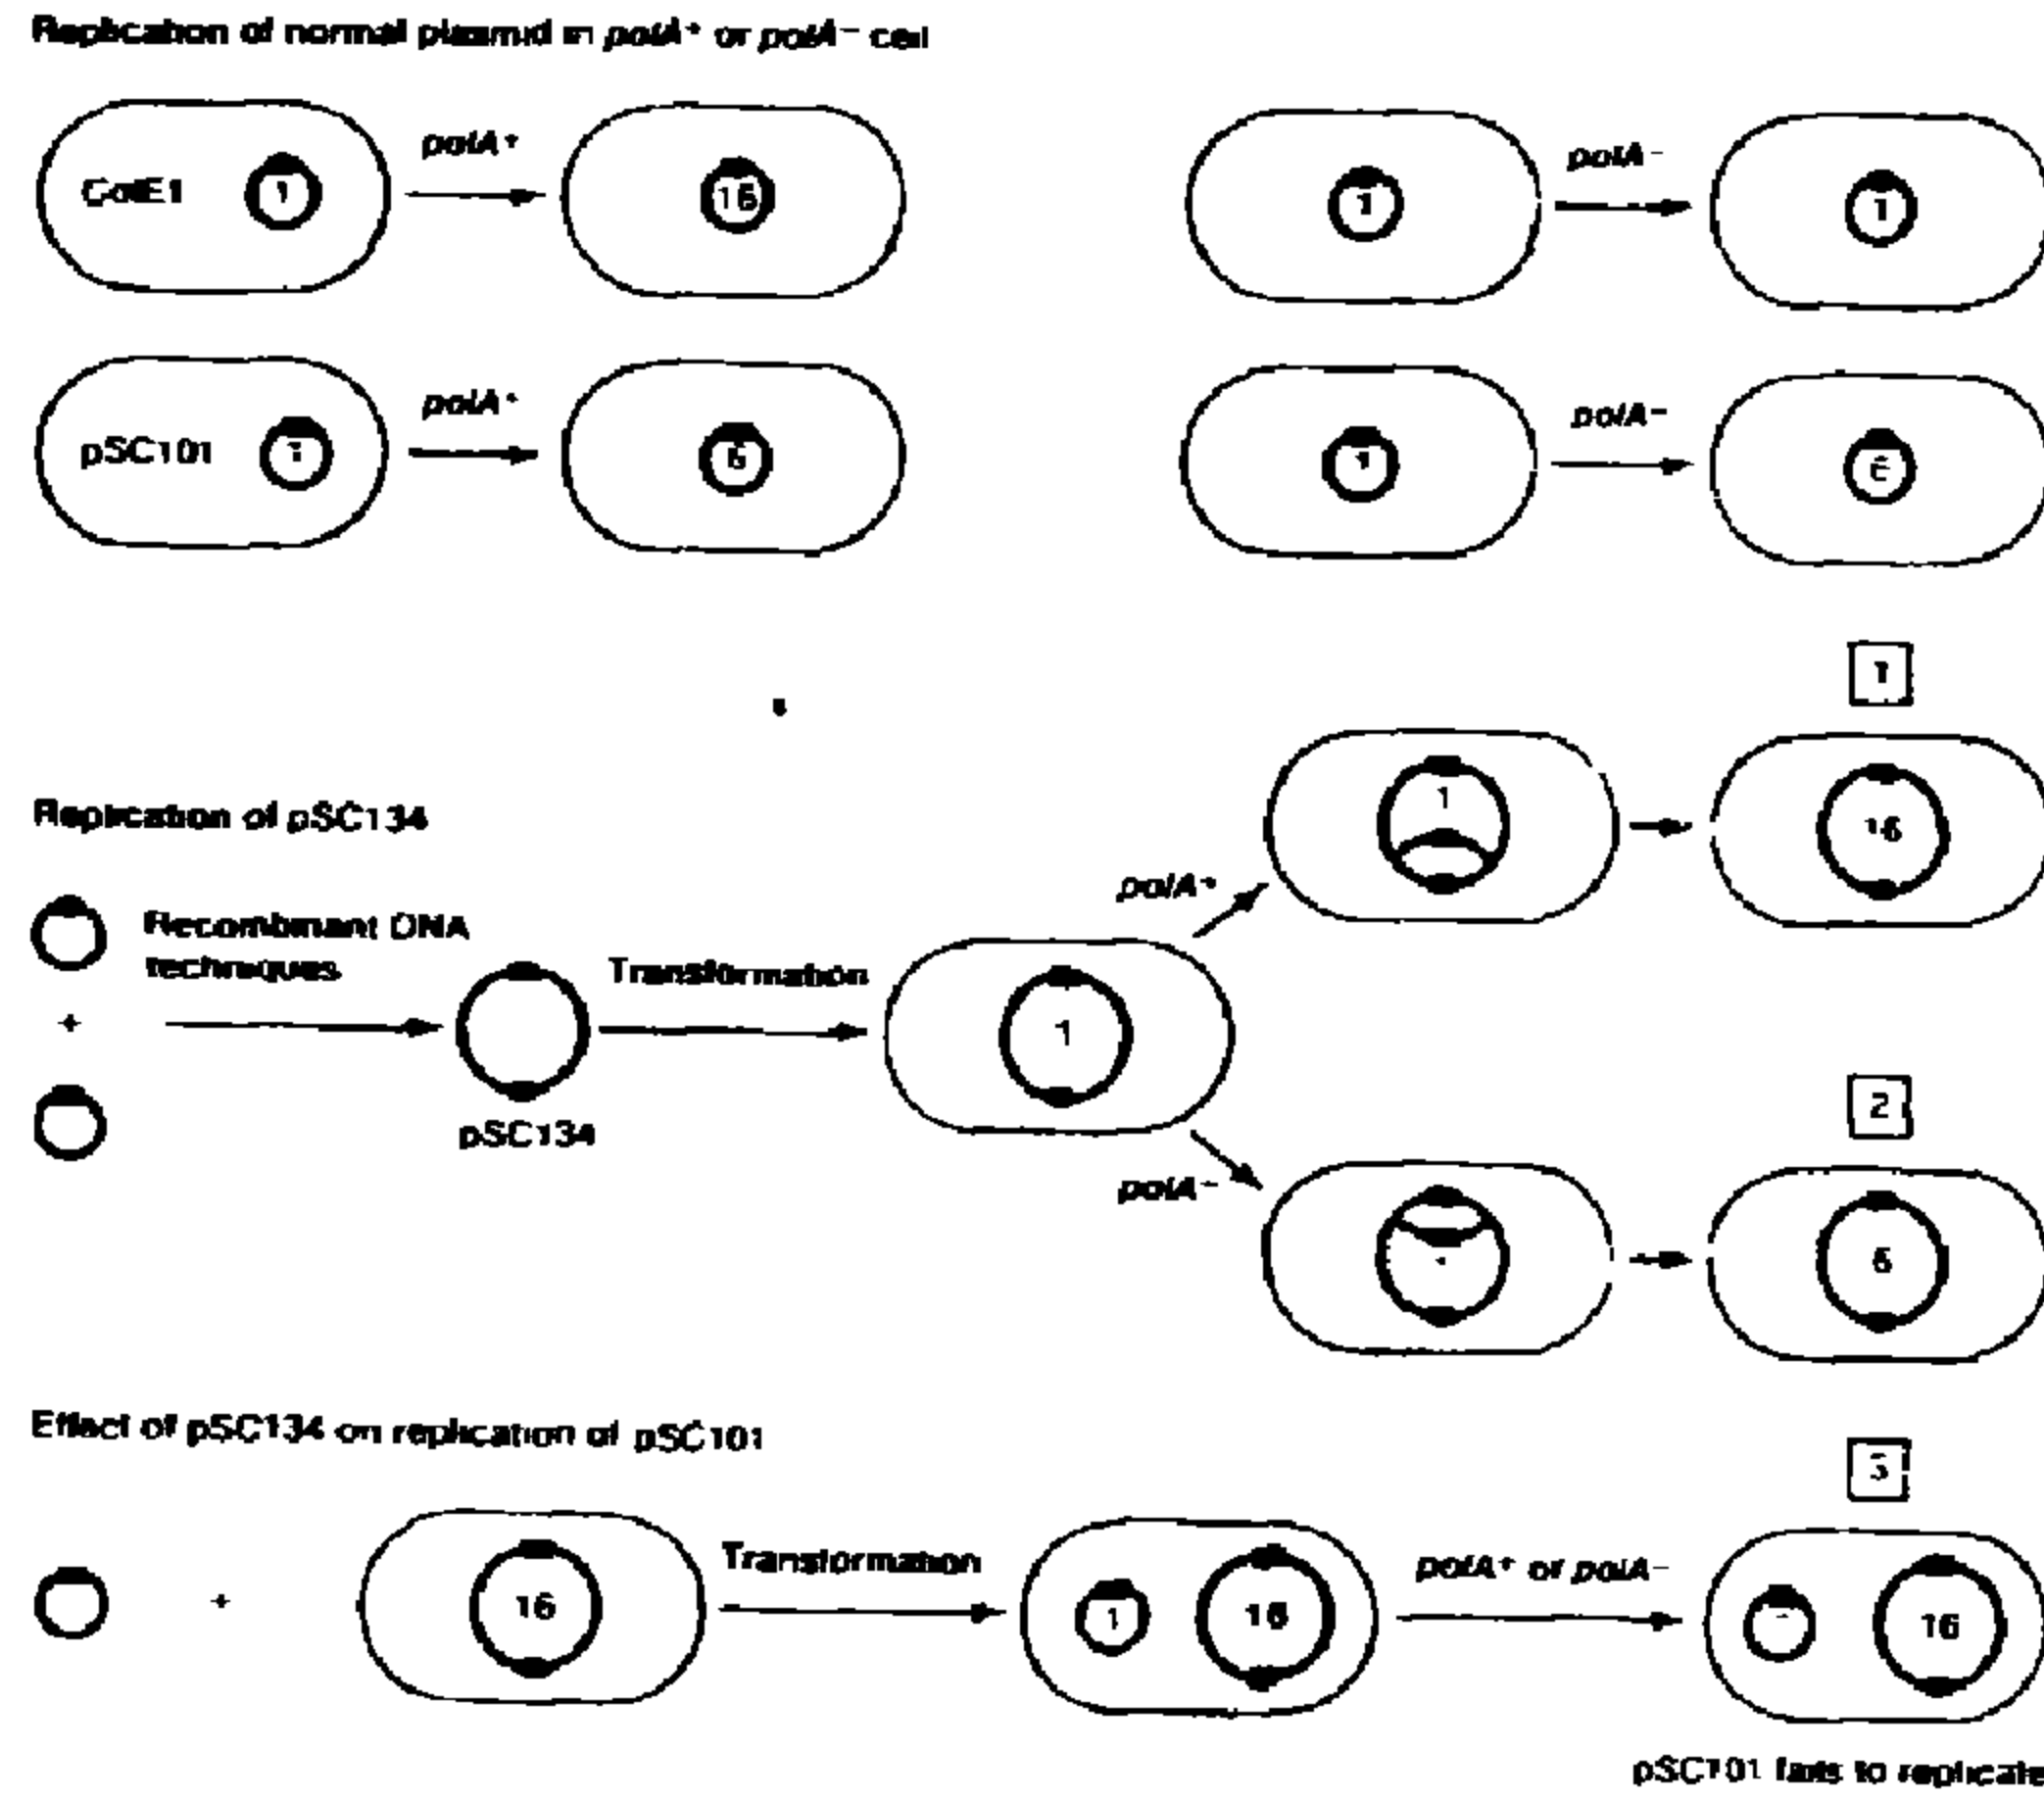 Replication of normal plasmid in polA+ or polA− cell
ColE1 1 polA+ 16 1 polA− 1
pSC101 1 polA+ 6 1 polA− 6
1
Replication of pSC134
1 16
polA+
Recombinant DNA
techniques
Transformation
+
1
pSC134
2
polA−
1 6
Effect of pSC134 on replication of pSC101
3
Transformation
polA+ or polA−
+ 16 1 16 16
pSC101 fails to replicate